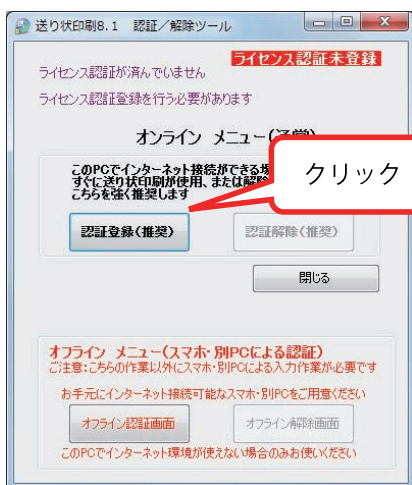 送り状印刷8.1 認証/解除ツール
ライセンス認証未登録
ライセンス認証が済んでいません
ライセンス認証登録を行う必要があります
オンライン メニュー(通常)
クリック
このPCでインターネット接続ができる場
すぐに送り状印刷が使用、または解除
こちらを強く推奨します
認証登録(推奨)
認証解除(推奨)
閉じる
オフライン メニュー(スマホ・別PCによる認証)
ご注意:こちらの作業以外にスマホ・別PCによる入力作業が必要です
お手元にインターネット接続可能なスマホ・別PCをご用意ください
オフライン認証画面
オフライン解除画面
このPCでインターネット環境が使えない場合のみお使いください